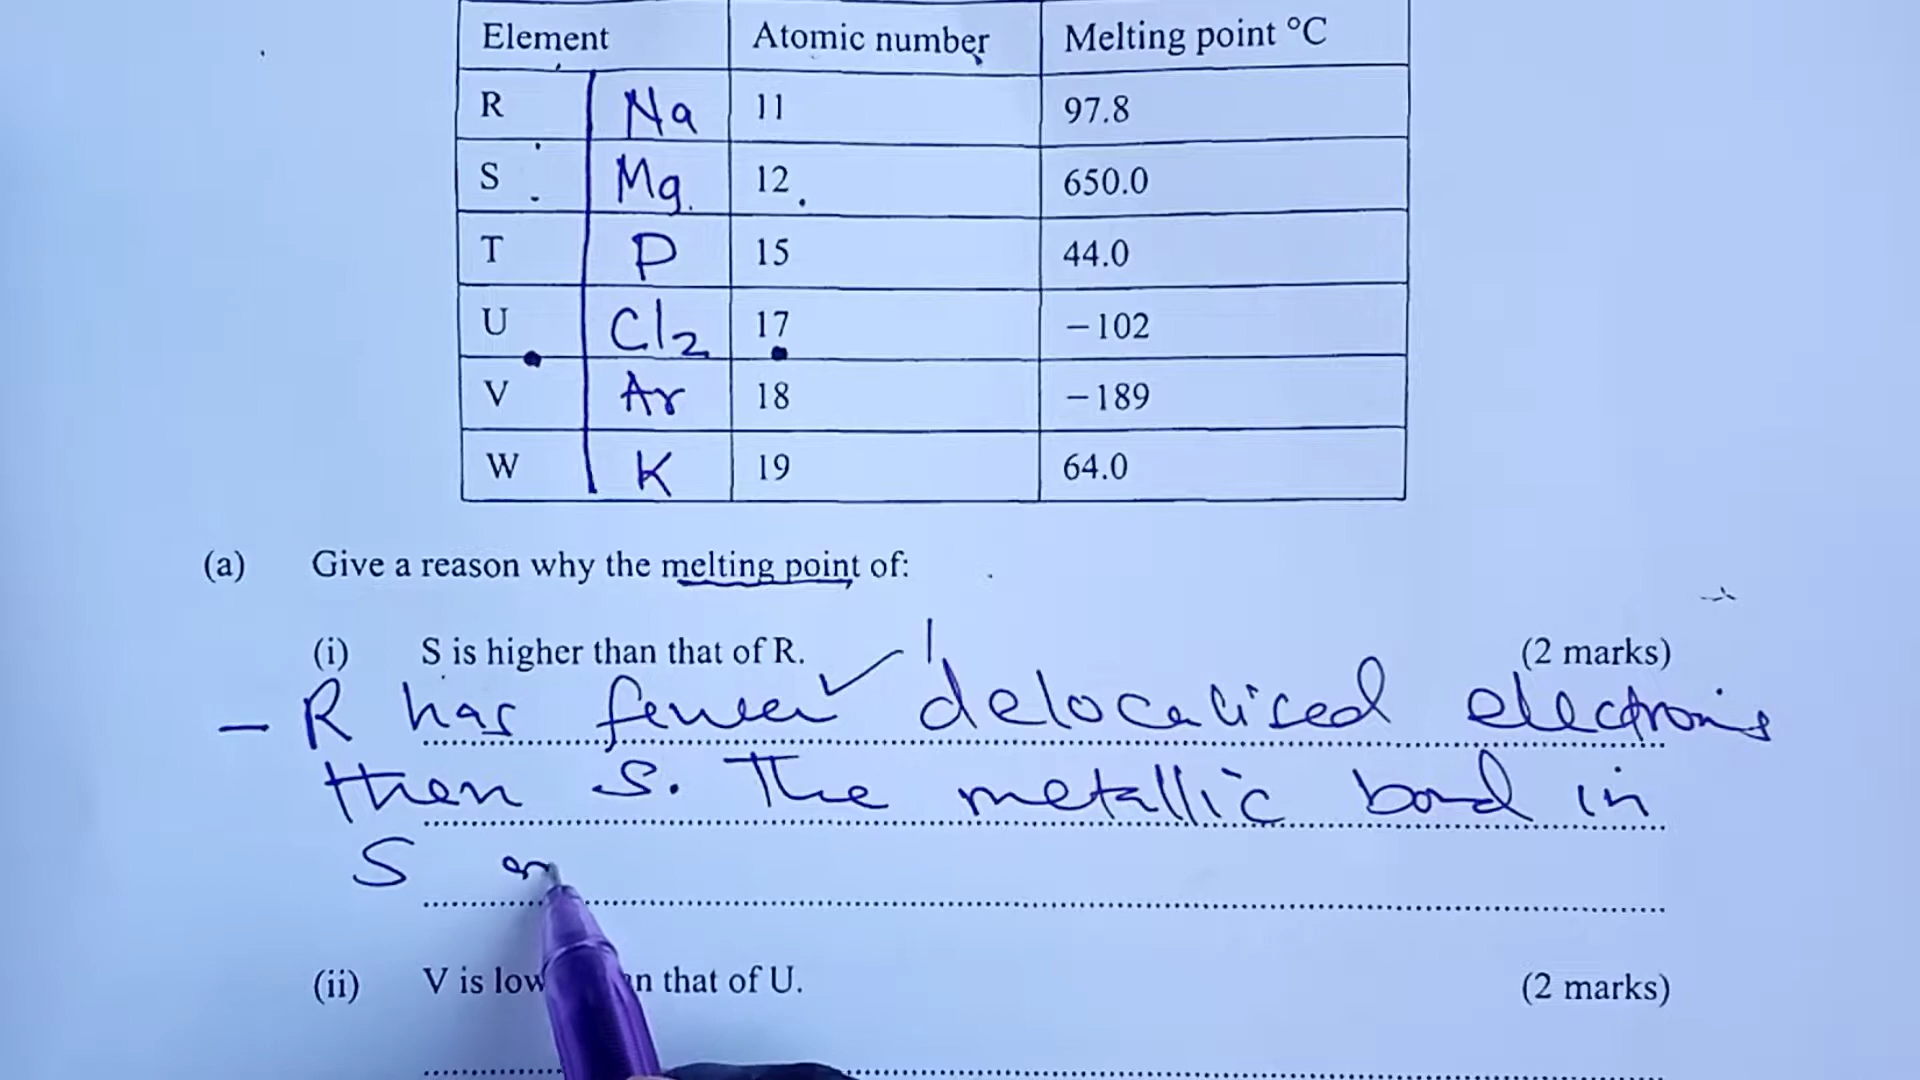 Element Atomic number Melting point °C
R Na 11 97.8
S Mg. 12 650.0
T P 15 44.0
U Cl2 17 −102
V Ar 18 −189
W K 19 64.0
(a) Give a reason why the melting point of:
(i) S is higher than that of R. (2 marks)
1
– R has fewer delocalised electrons
then S. The metallic bond in
S
(ii) V is low n that of U. (2 marks)